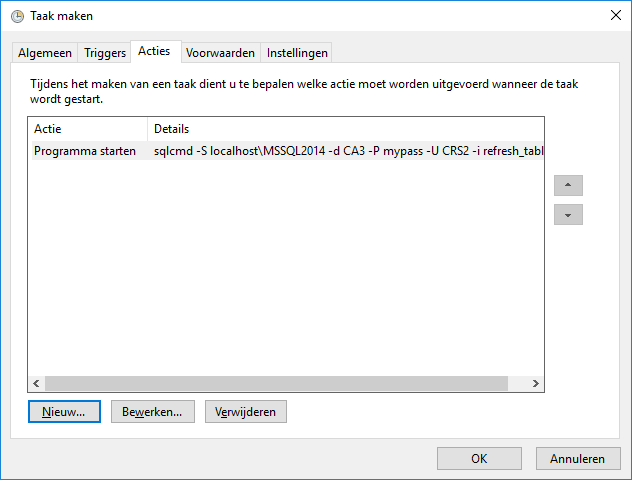 Taak maken
Algemeen Triggers Acties Voorwaarden Instellingen
Tijdens het maken van een taak dient u te bepalen welke actie moet worden uitgevoerd wanneer de taak
wordt gestart.
Actie Details
Programma starten sqlcmd -S localhost\MSSQL2014 -d CA3 -P mypass -U CRS2 -i refresh_tabl
Nieuw... Bewerken... Verwijderen
OK Annuleren